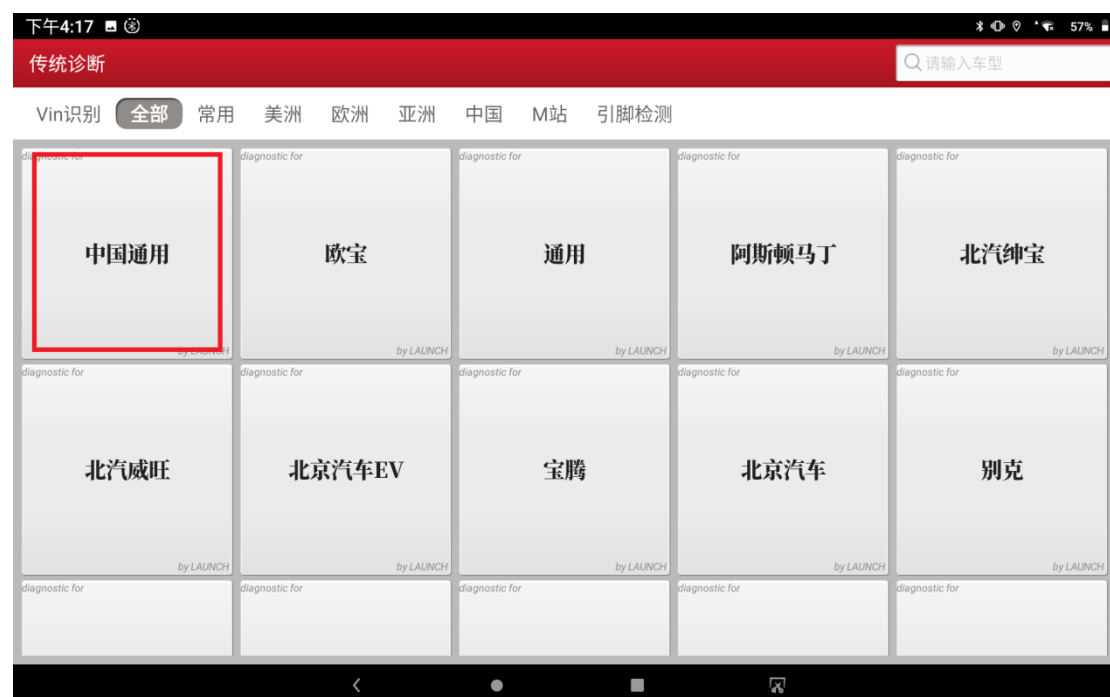 下午4:17 57%
传统诊断 请输入车型
Vin识别 全部 常用 美洲 欧洲 亚洲 中国 M站 引脚检测
diagnostic for diagnostic for diagnostic for diagnostic for diagnostic for
中国通用 欧宝 通用 阿斯顿马丁 北汽绅宝
by LAUNCH by LAUNCH by LAUNCH by LAUNCH by LAUNCH
diagnostic for diagnostic for diagnostic for diagnostic for diagnostic for
北汽威旺 北京汽车EV 宝腾 北京汽车 别克
by LAUNCH by LAUNCH by LAUNCH by LAUNCH by LAUNCH
diagnostic for diagnostic for diagnostic for diagnostic for diagnostic for